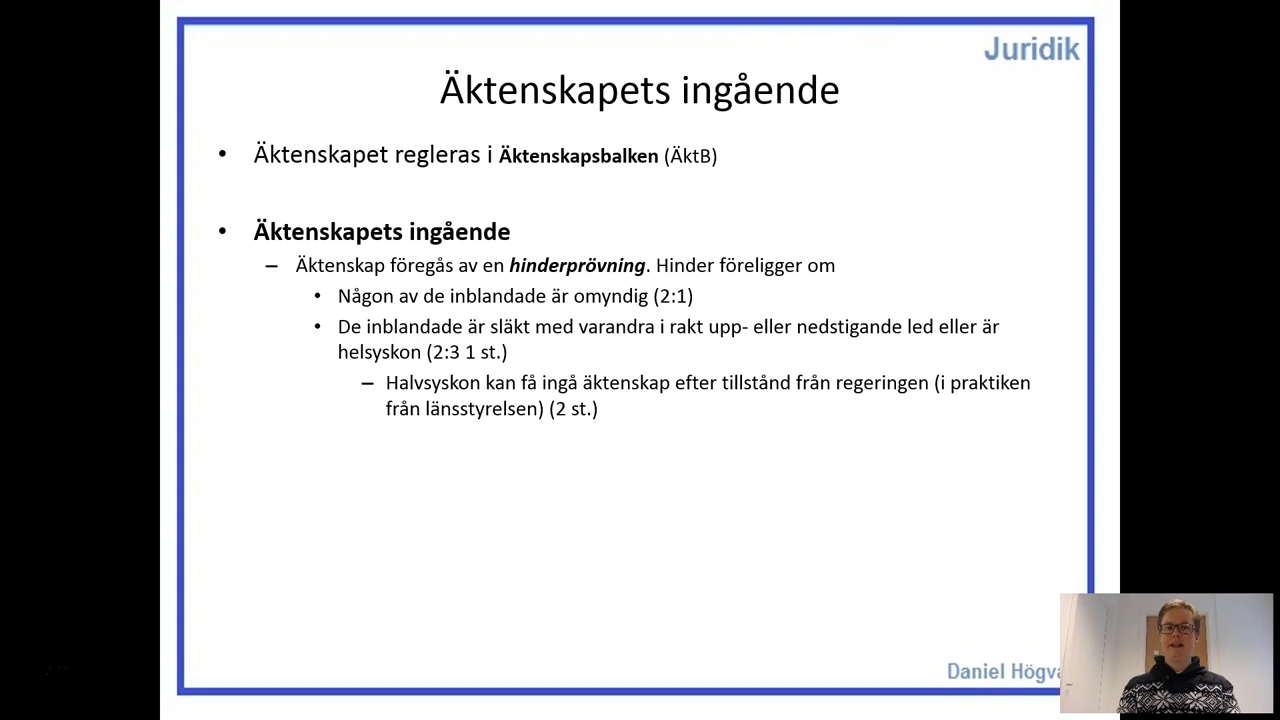 Juridik
Äktenskapets ingående
• Äktenskapet regleras i Äktenskapsbalken (ÄktB)
• Äktenskapets ingående
– Äktenskap föregås av en hinderprövning. Hinder föreligger om
• Någon av de inblandade är omyndig (2:1)
• De inblandade är släkt med varandra i rakt upp- eller nedstigande led eller är
helsyskon (2:3 1 st.)
– Halvsyskon kan få ingå äktenskap efter tillstånd från regeringen (i praktiken
från länsstyrelsen) (2 st.)
Daniel